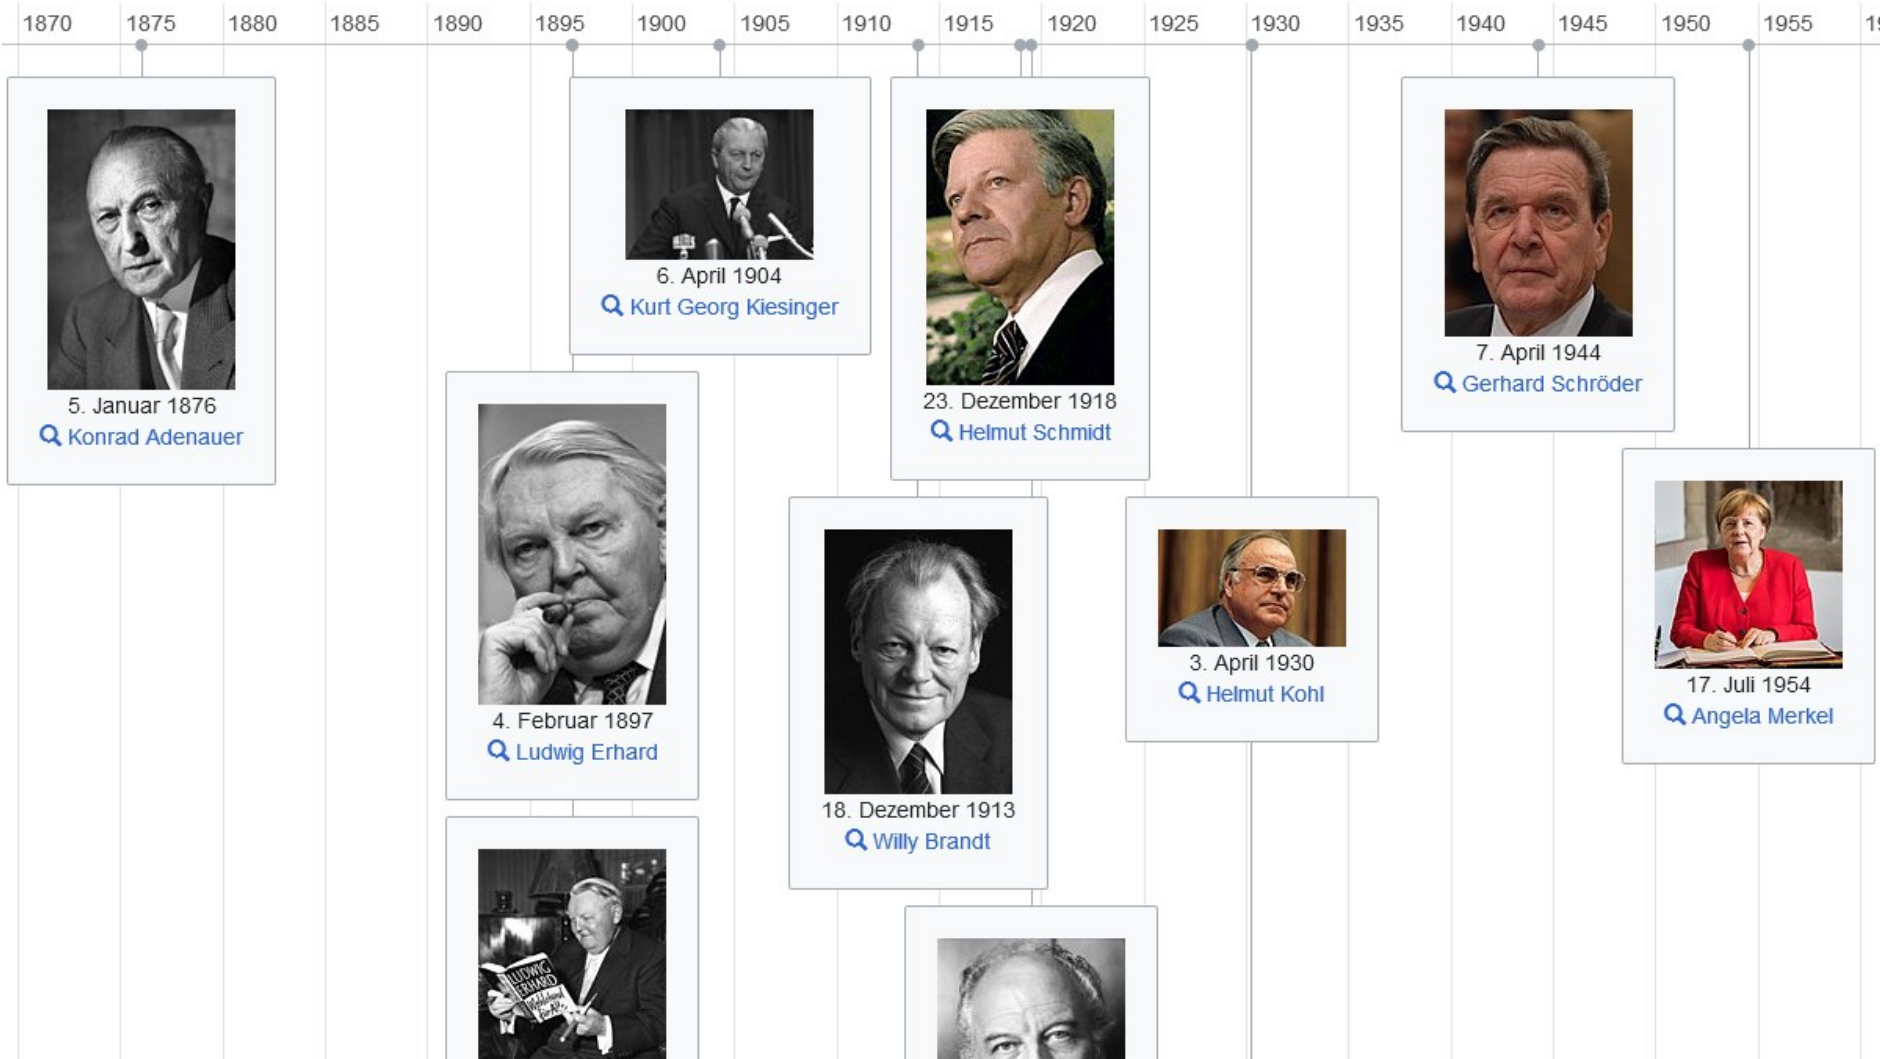 1870 1875 1880 1885 1890 1895 1900 1905 1910 1915 1920 1925 1930 1935 1940 1945 1950 1955
5. Januar 1876
Konrad Adenauer
6. April 1904
Kurt Georg Kiesinger
23. Dezember 1918
Helmut Schmidt
7. April 1944
Gerhard Schröder
4. Februar 1897
Ludwig Erhard
18. Dezember 1913
Willy Brandt
3. April 1930
Helmut Kohl
17. Juli 1954
Angela Merkel
LUDWIG
ERHARD
Wohlstand
für Alle